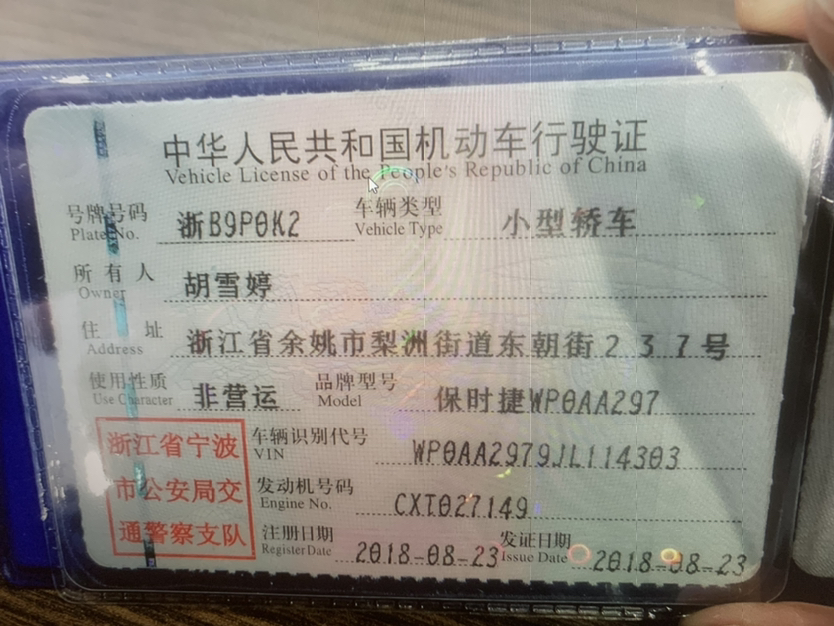 中华人民共和国机动车行驶证
Vehicle License of the People's Republic of China
号牌号码 浙B9P0K2 车辆类型 小型轿车
Plate No. Vehicle Type
所有人 胡雪婷
Owner
住址 浙江省余姚市梨洲街道东朝街237号
Address
使用性质 非营运 品牌型号 保时捷WP0AA297
Use Character Model
浙江省宁波 车辆识别代号 WP0AA2979JL114303
VIN
市公安局交 发动机号码 CXT027149
Engine No.
通警察支队 注册日期 2018-08-23 发证日期 2018-08-23
Register Date Issue Date